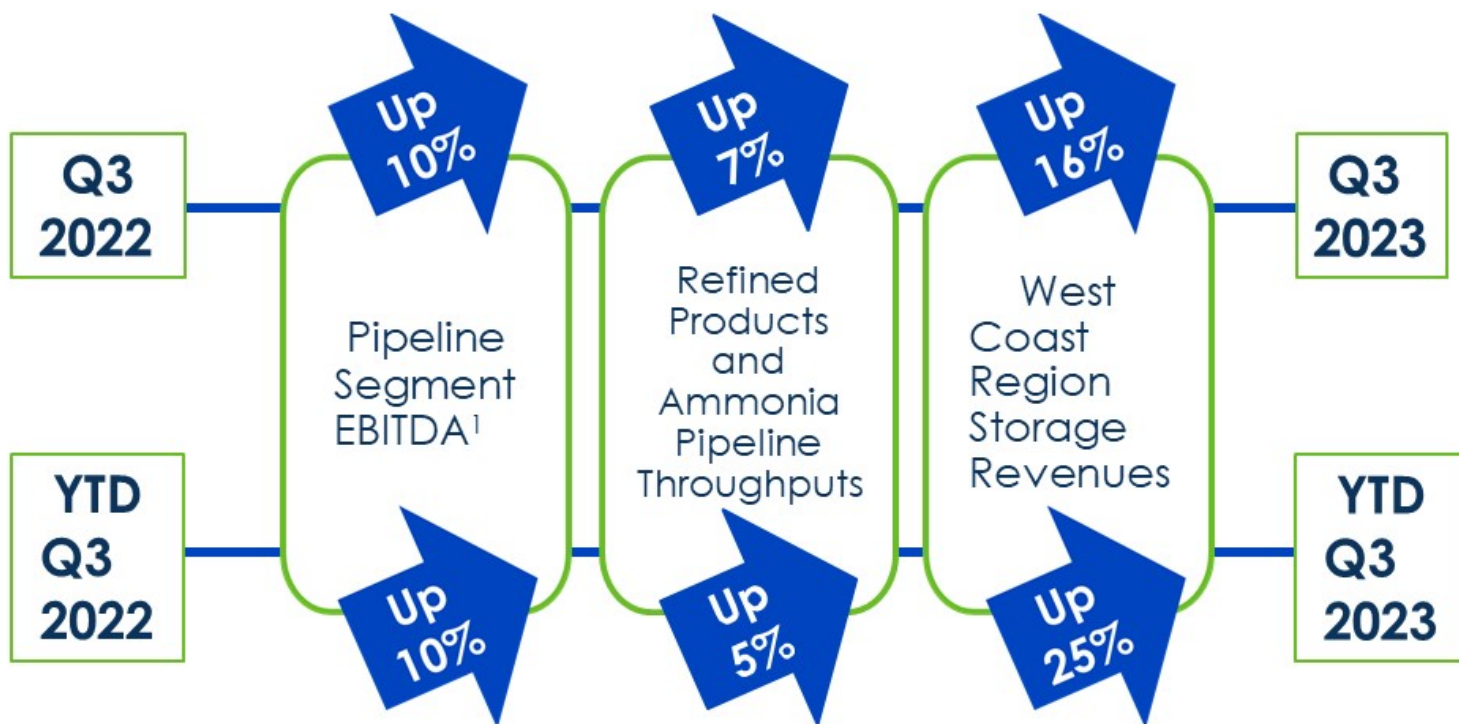 Up
10%
Up
7%
Up
16%
Q3
2022
Q3
2023
Pipeline
Segment
EBITDA¹
Refined
Products
and
Ammonia
Pipeline
Throughputs
West
Coast
Region
Storage
Revenues
YTD
Q3
2022
YTD
Q3
2023
Up
10%
Up
5%
Up
25%